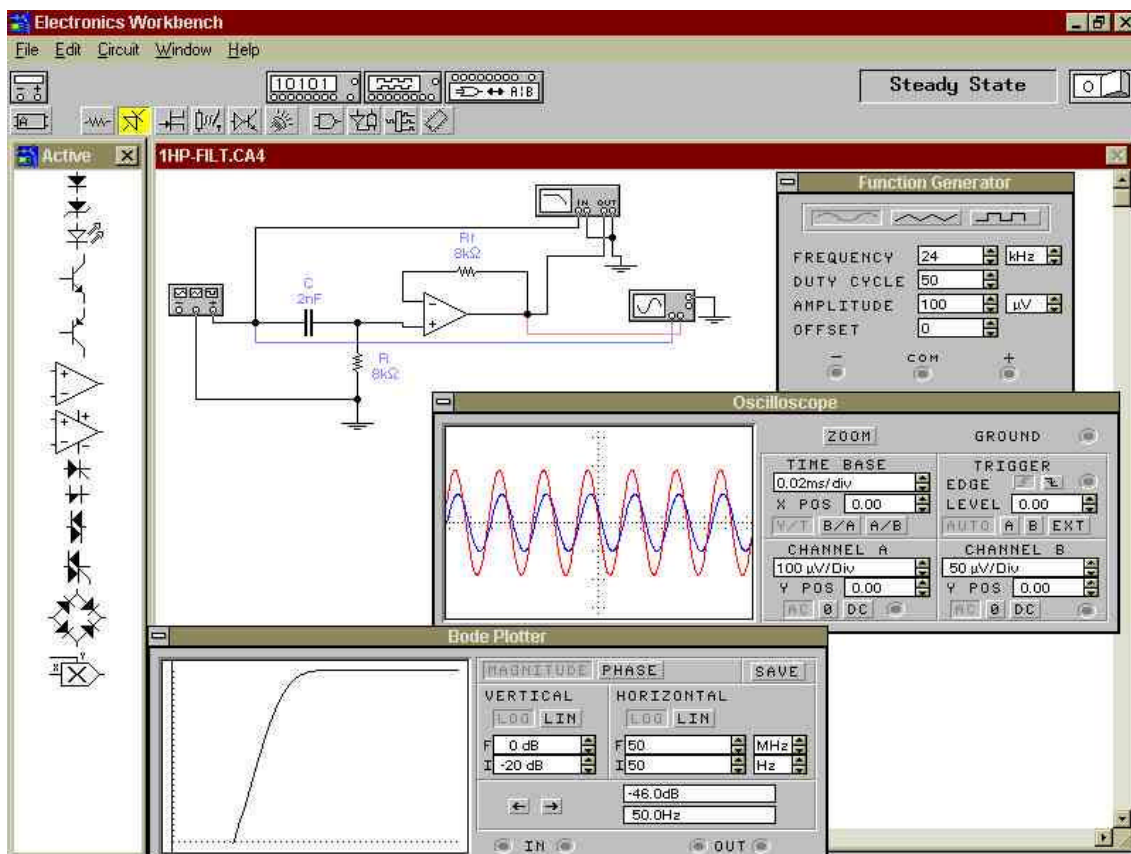 Electronics Workbench
File Edit Circuit Window Help
10101
A|B
Steady State
A
Active
1HP-FILT.CA4
IN OUT
Rf
8kΩ
C
2nF
R
8kΩ
Function Generator
FREQUENCY 24 kHz
DUTY CYCLE 50
AMPLITUDE 100 µV
OFFSET 0
− COM +
Oscilloscope
ZOOM GROUND
TIME BASE
0.02ms/div
X POS 0.00
Y/T B/A A/B
TRIGGER
EDGE
LEVEL 0.00
AUTO A B EXT
CHANNEL A
100 µV/Div
Y POS 0.00
AC 0 DC
CHANNEL B
50 µV/Div
Y POS 0.00
AC 0 DC
Bode Plotter
MAGNITUDE PHASE SAVE
VERTICAL
LOG LIN
F 0 dB
I -20 dB
HORIZONTAL
LOG LIN
F 50 MHz
I 50 Hz
-46.0dB
50.0Hz
IN OUT